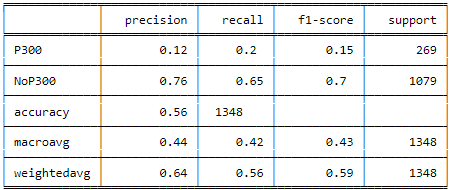 precision recall f1-score support
P300 0.12 0.2 0.15 269
NoP300 0.76 0.65 0.7 1079
accuracy 0.56 1348
macroavg 0.44 0.42 0.43 1348
weightedavg 0.64 0.56 0.59 1348